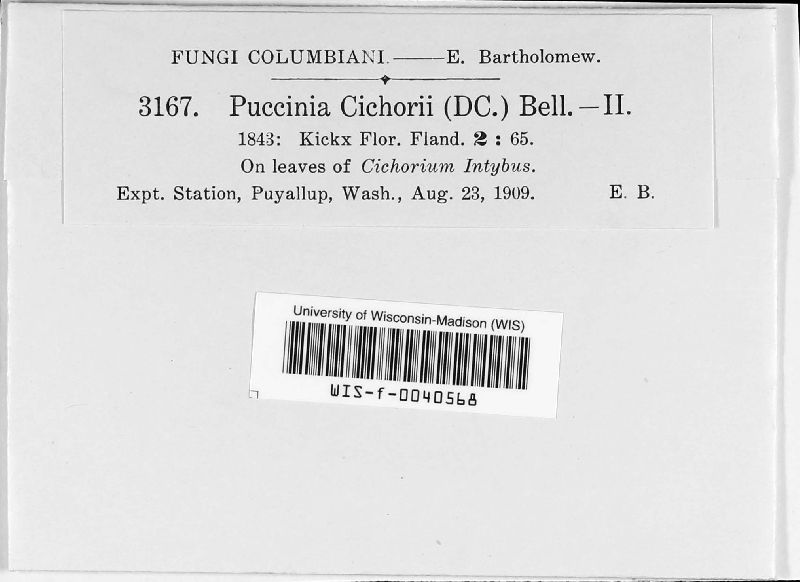 FUNGI COLUMBIANI.——E. Bartholomew.
3167. Puccinia Cichorii (DC.) Bell.—II.
1843: Kickx Flor. Fland. 2 : 65.
On leaves of Cichorium Intybus.
Expt. Station, Puyallup, Wash., Aug. 23, 1909. E. B.
University of Wisconsin-Madison (WIS)
WIS-f-0040568